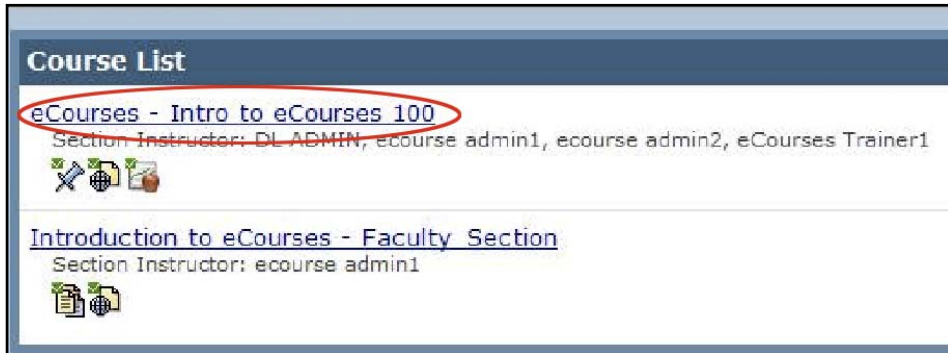 Course List
eCourses - Intro to eCourses 100
Section Instructor: DL ADMIN, ecourse admin1, ecourse admin2, eCourses Trainer1
Introduction to eCourses - Faculty Section
Section Instructor: ecourse admin1